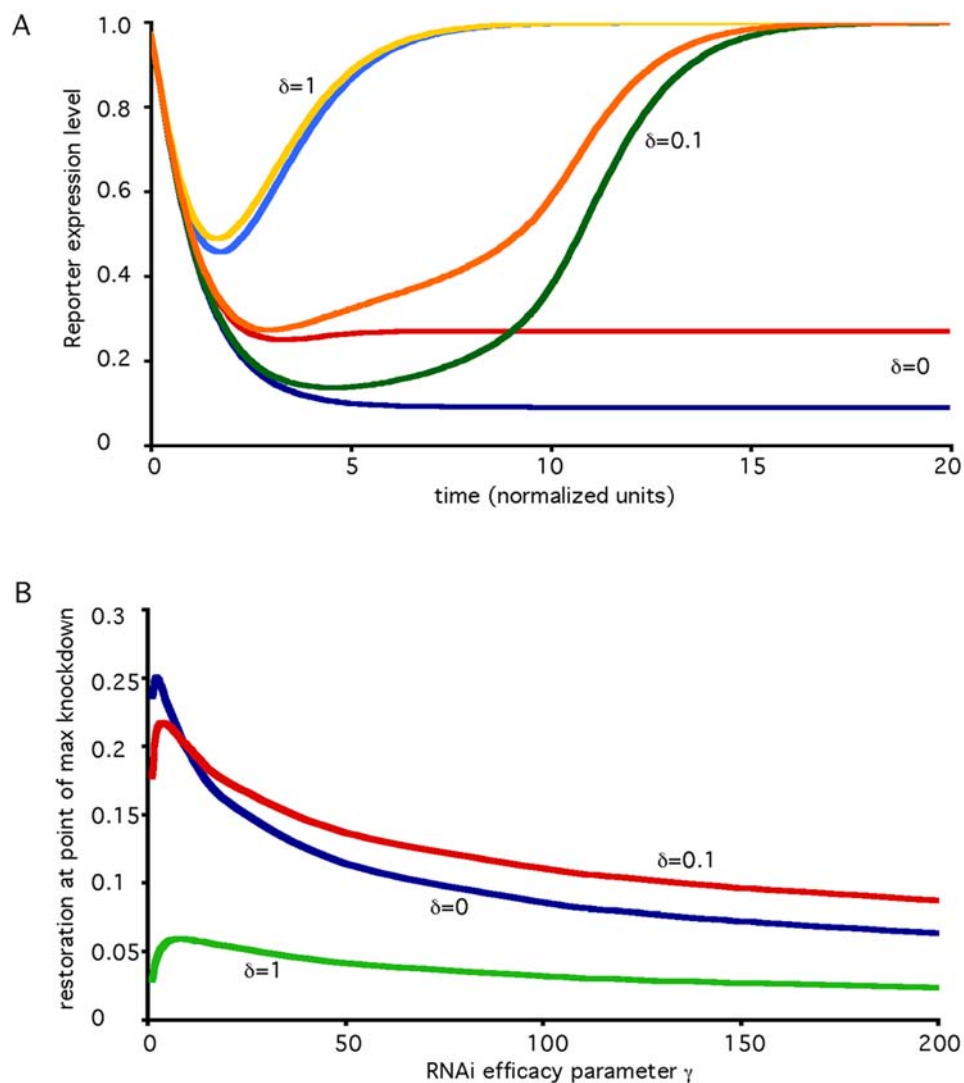 A
Reporter expression level
1.0
0.8
0.6
0.4
0.2
0
δ=1
δ=0.1
δ=0
0
5
10
15
20
time (normalized units)
B
restoration at point of max knockdown
0.3
0.25
0.2
0.15
0.1
0.05
0
δ=0.1
δ=0
δ=1
0
50
100
150
200
RNAi efficacy parameter γ